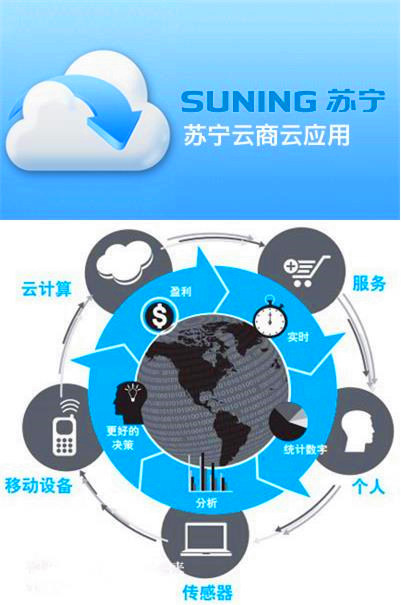 SUNING 苏宁
苏宁云商云应用
云计算
服务
盈利
$
实时
更好的
决策
统计数字
移动设备
个人
分析
传感器